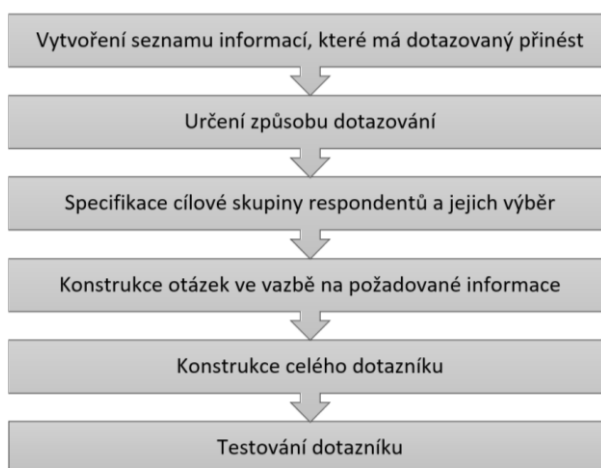 Vytvoření seznamu informací, které má dotazovaný přinést
Určení způsobu dotazování
Specifikace cílové skupiny respondentů a jejich výběr
Konstrukce otázek ve vazbě na požadované informace
Konstrukce celého dotazníku
Testování dotazníku